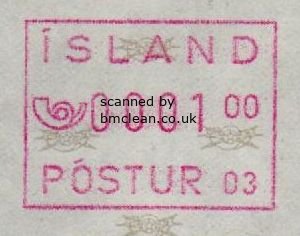 ÍSLAND
0001 00
scanned by
bmclean.co.uk
PÓSTUR 03